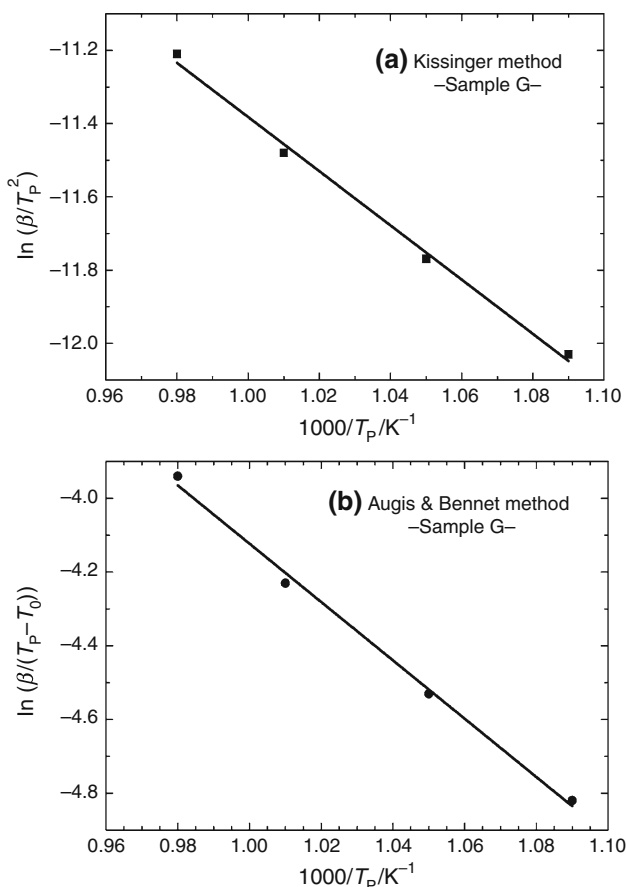 (a) Kissinger method
–Sample G–
ln (β/T_P^2)
–11.2
–11.4
–11.6
–11.8
–12.0
0.96 0.98 1.00 1.02 1.04 1.06 1.08 1.10
1000/T_P/K^−1
(b) Augis & Bennet method
–Sample G–
ln (β/(T_P–T_0))
–4.0
–4.2
–4.4
–4.6
–4.8
0.96 0.98 1.00 1.02 1.04 1.06 1.08 1.10
1000/T_P/K^−1